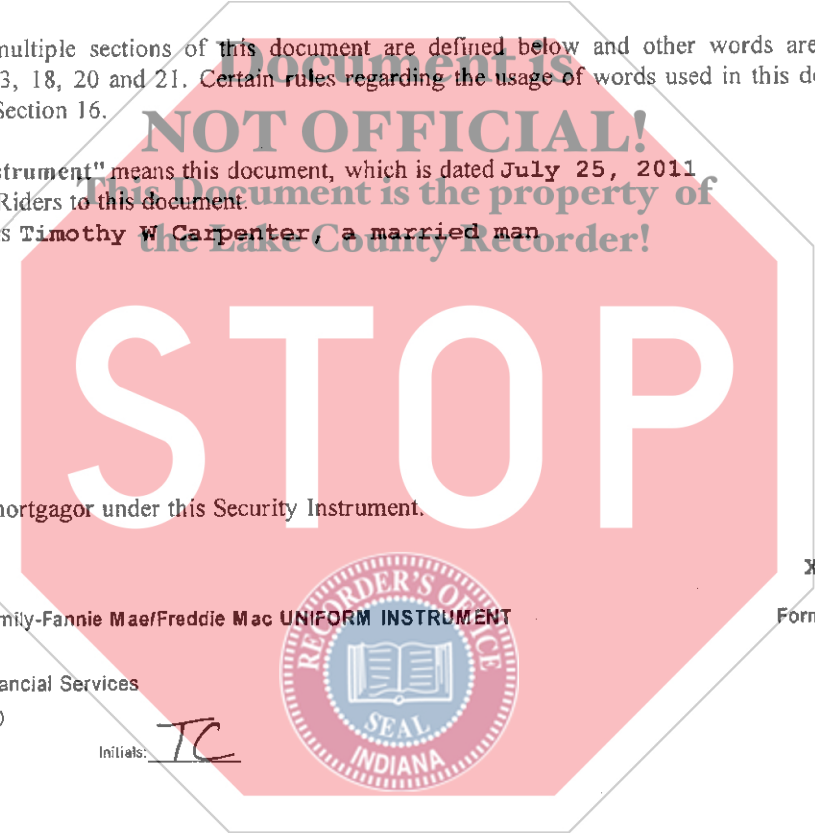 multiple sections of this document are defined below and other words are
3, 18, 20 and 21. Certain rules regarding the usage of words used in this
Section 16.
Document is
NOT OFFICIAL!
This Document is the property of
the Lake County Recorder!
strument" means this document, which is dated July 25, 2011
Riders to this document.
s Timothy W Carpenter, a married man
STOP
ortgagor under this Security Instrument.
mily-Fannie Mae/Freddie Mac UNIFORM INSTRUMENT
Form
ancial Services
)
Initials: TC
RECORDER'S OFFICE
SEAL
INDIANA